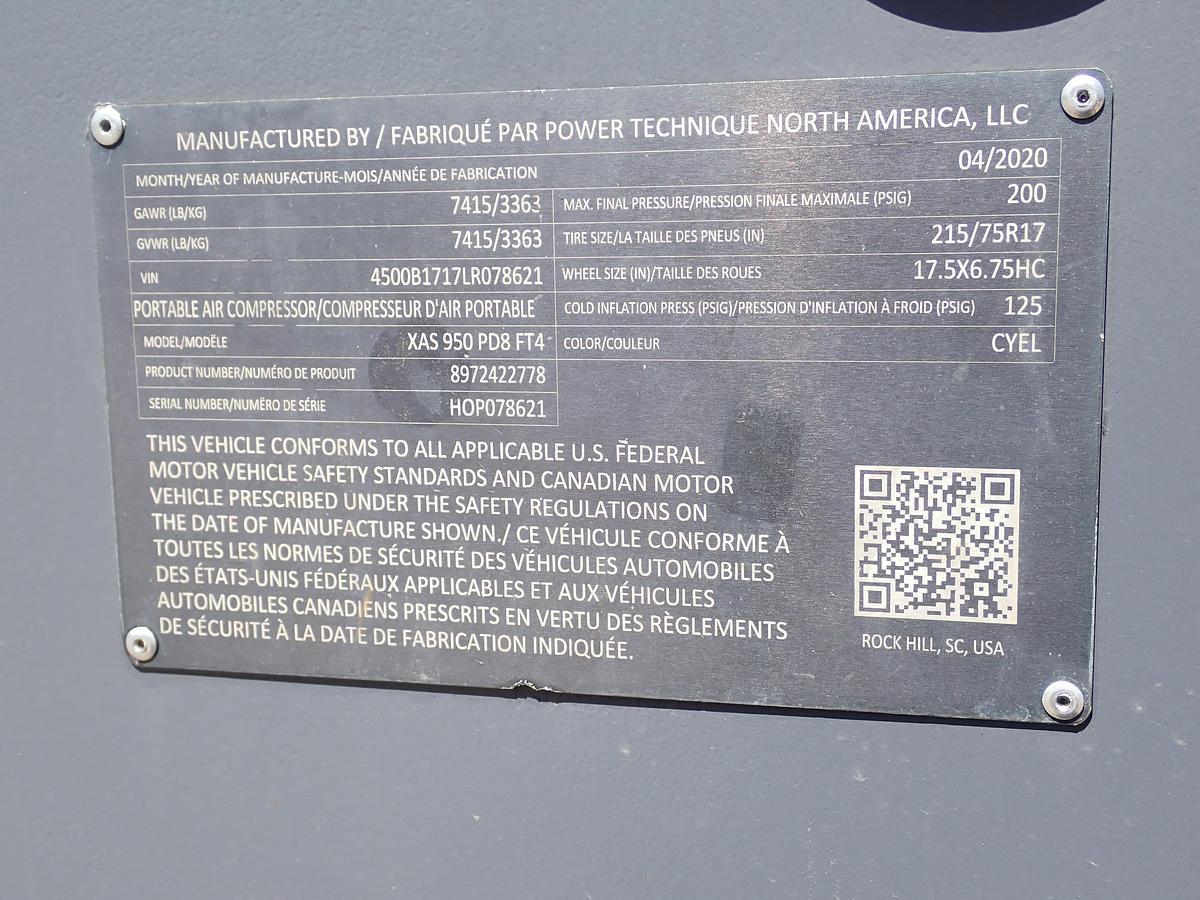 MANUFACTURED BY / FABRIQUÉ PAR POWER TECHNIQUE NORTH AMERICA, LLC
MONTH/YEAR OF MANUFACTURE-MOIS/ANNÉE DE FABRICATION 04/2020
GAWR (LB/KG) 7415/3363 MAX. FINAL PRESSURE/PRESSION FINALE MAXIMALE (PSIG) 200
GVWR (LB/KG) 7415/3363 TIRE SIZE/LA TAILLE DES PNEUS (IN) 215/75R17
VIN 4500B1717LR078621 WHEEL SIZE (IN)/TAILLE DES ROUES 17.5X6.75HC
PORTABLE AIR COMPRESSOR/COMPRESSEUR D'AIR PORTABLE COLD INFLATION PRESS (PSIG)/PRESSION D'INFLATION À FROID (PSIG) 125
MODEL/MODÈLE XAS 950 PD8 FT4 COLOR/COULEUR CYEL
PRODUCT NUMBER/NUMÉRO DE PRODUIT 8972422778
SERIAL NUMBER/NUMËRO DE SÉRIE HOP078621
THIS VEHICLE CONFORMS TO ALL APPLICABLE U.S. FEDERAL
MOTOR VEHICLE SAFETY STANDARDS AND CANADIAN MOTOR
VEHICLE PRESCRIBED UNDER THE SAFETY REGULATIONS ON
THE DATE OF MANUFACTURE SHOWN./ CE VÉHICULE CONFORME À
TOUTES LES NORMES DE SÉCURITÉ DES VÉHICULES AUTOMOBILES
DES ÉTATS-UNIS FÉDÉRAUX APPLICABLES ET AUX VÉHICULES
AUTOMOBILES CANADIENS PRESCRITS EN VERTU DES RÈGLEMENTS
DE SÉCURITÉ À LA DATE DE FABRICATION INDIQUÉE.
ROCK HILL, SC, USA